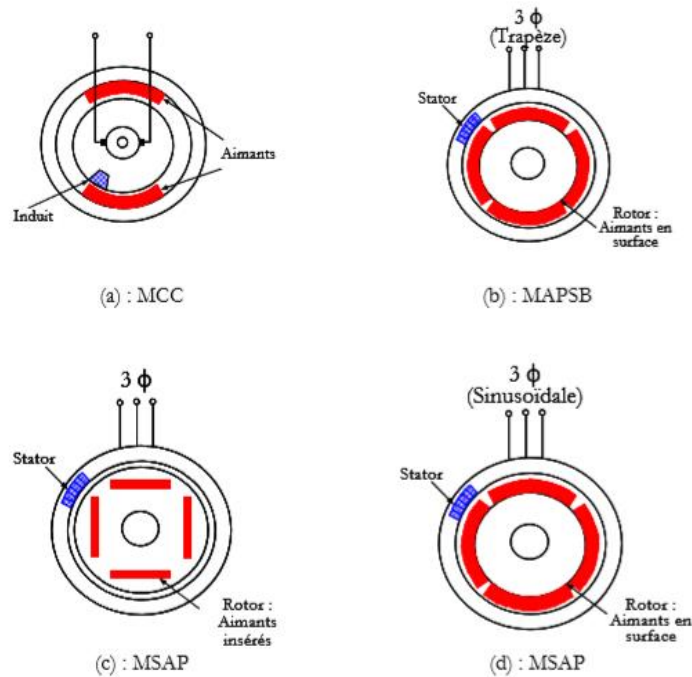 Aimants
Induit
(a) : MCC
3 ϕ
(Trapèze)
Stator
Rotor :
Aimants en
surface
(b) : MAPSB
3 ϕ
Stator
Rotor :
Aimants
insérés
(c) : MSAP
3 ϕ
(Sinusoïdale)
Stator
Rotor :
Aimants en
surface
(d) : MSAP